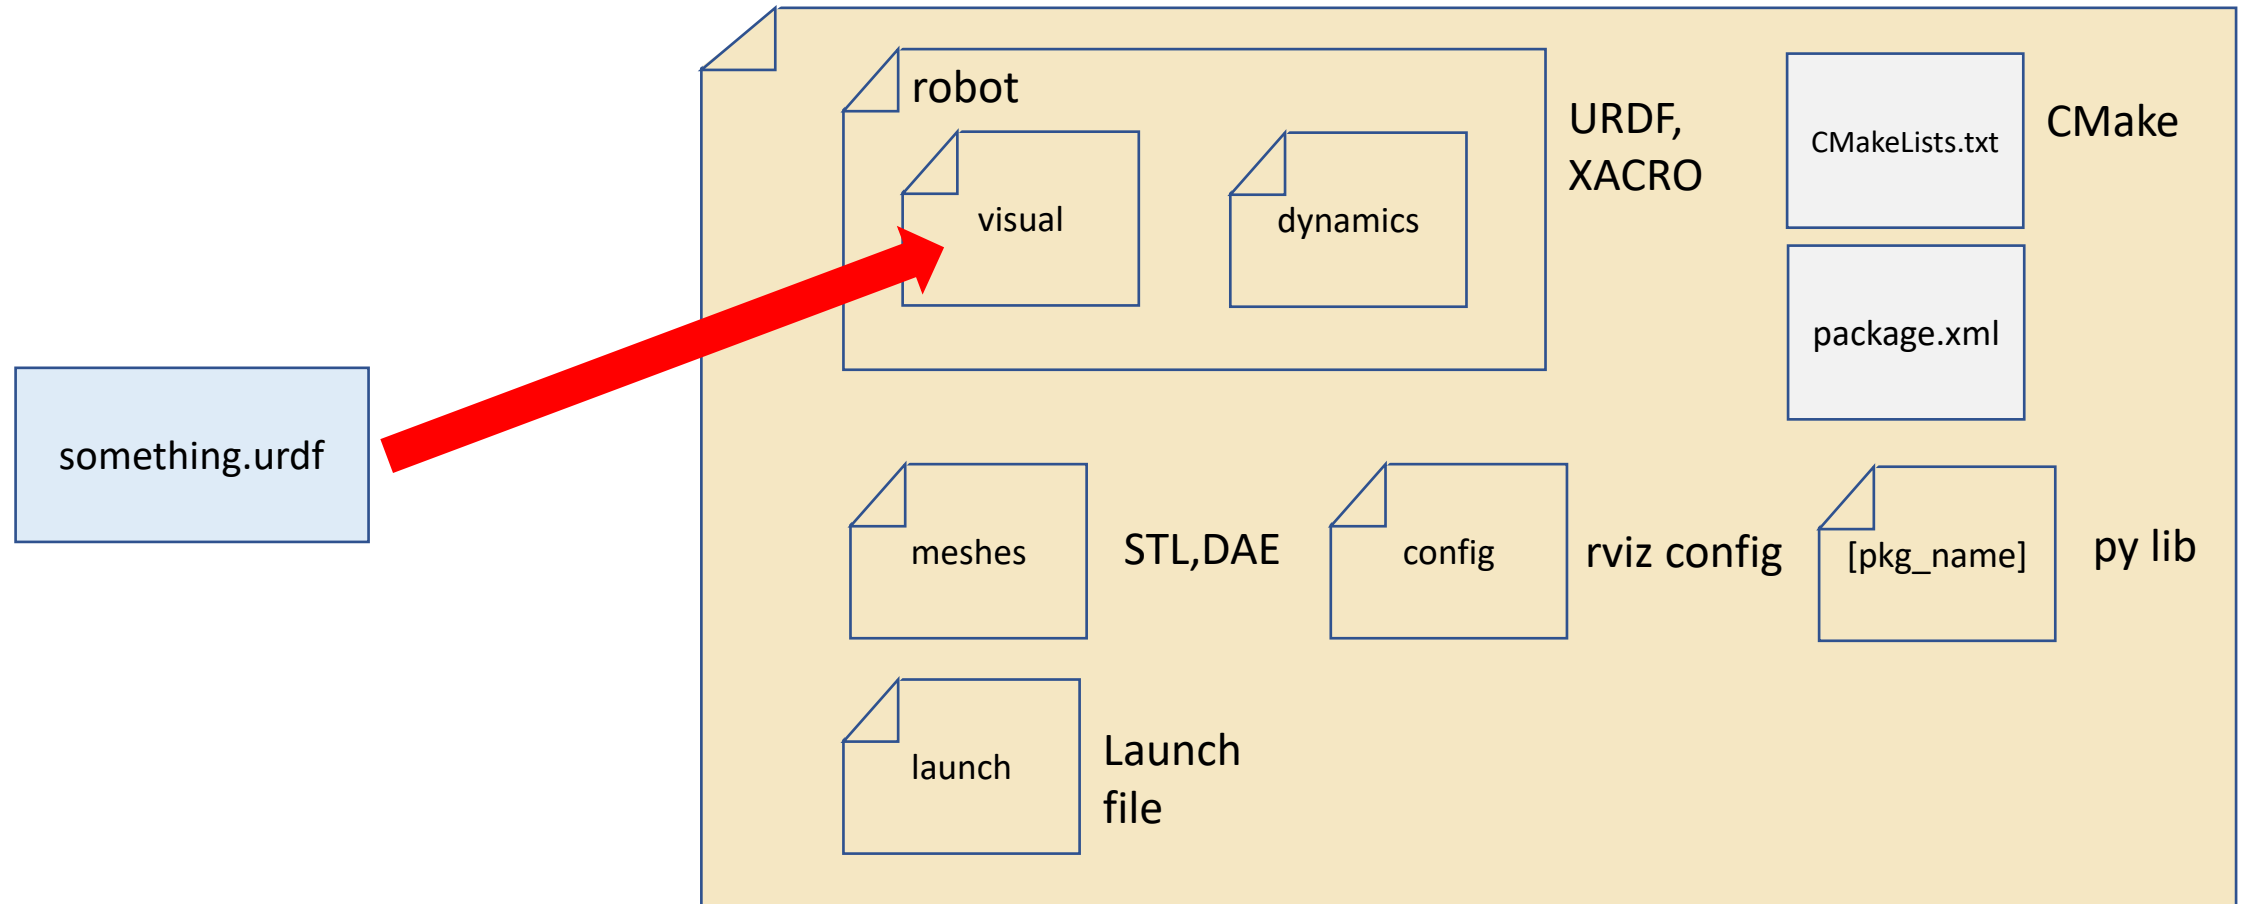 robot
visual
dynamics
URDF,
XACRO
CMakeLists.txt
CMake
package.xml
something.urdf
meshes
STL,DAE
config
rviz config
[pkg_name]
py lib
launch
Launch
file